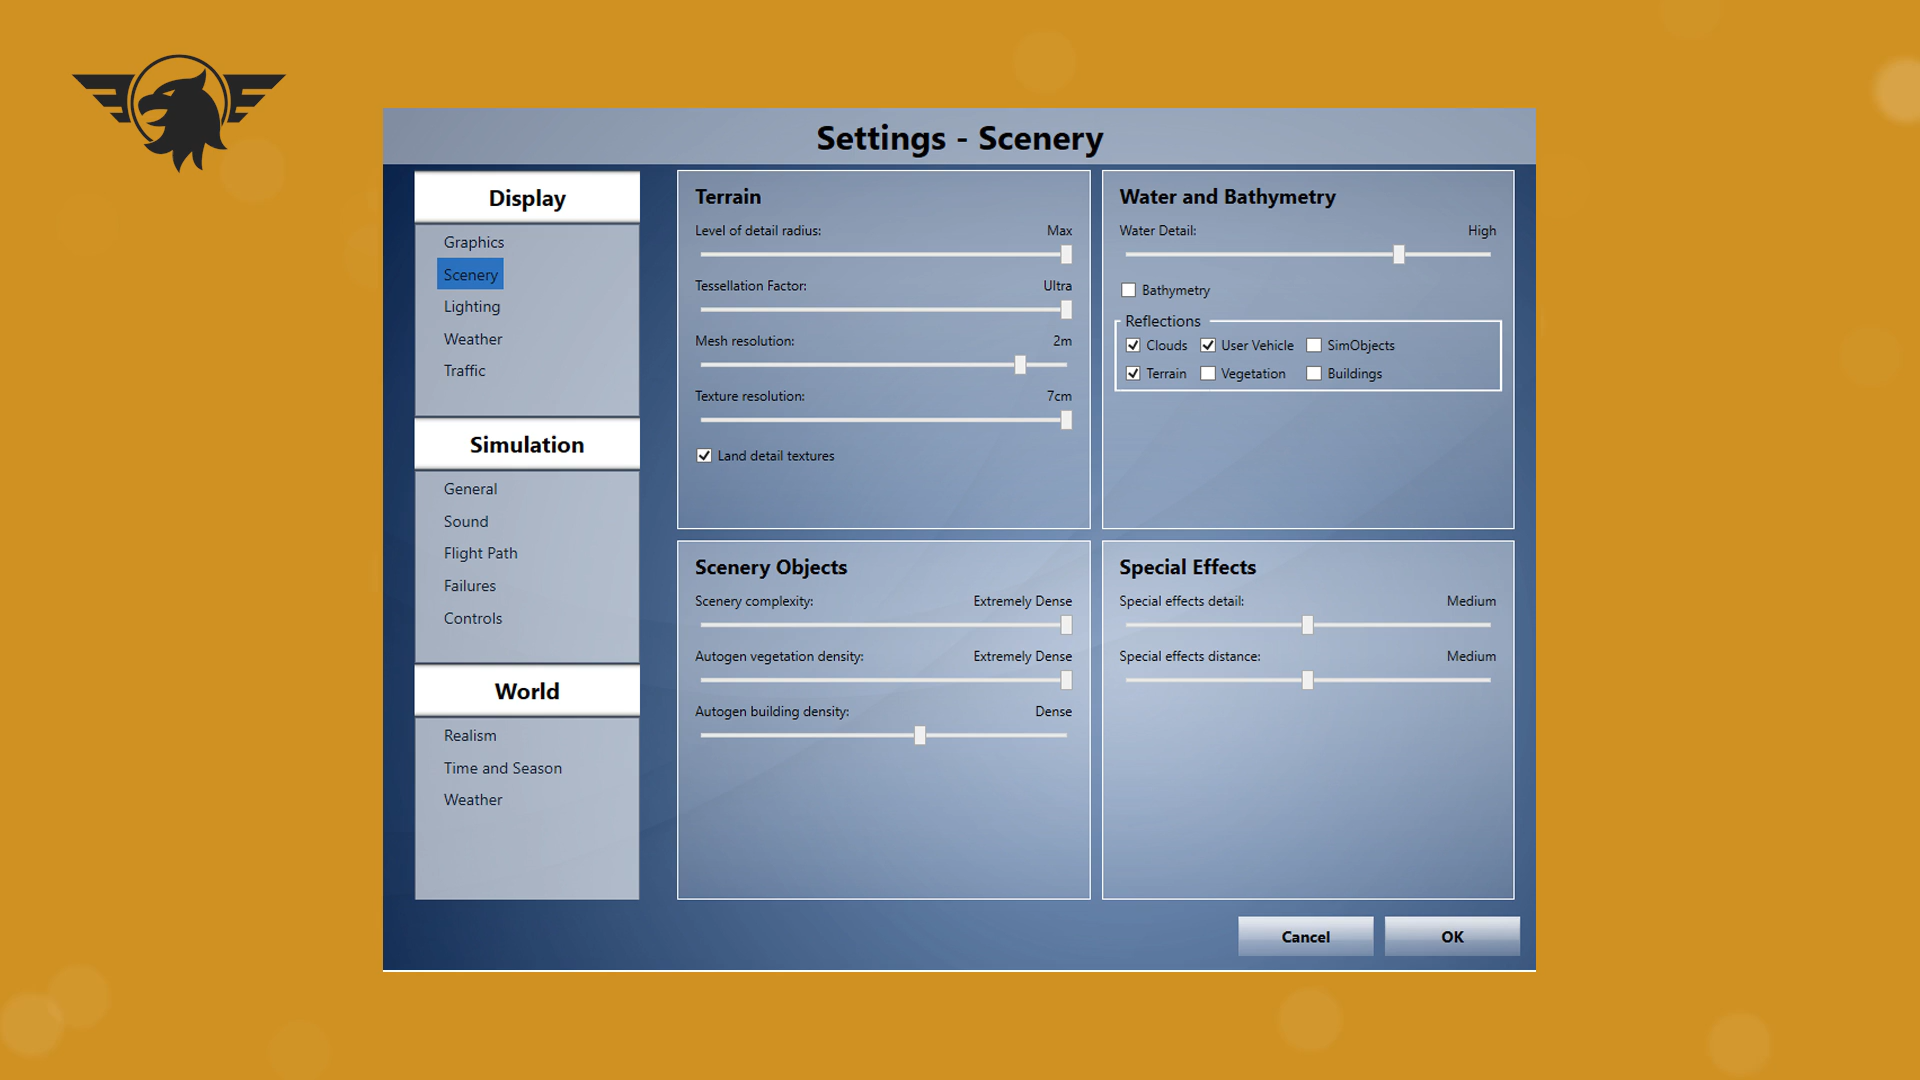 Settings - Scenery
Display
Graphics
Scenery
Lighting
Weather
Traffic
Simulation
General
Sound
Flight Path
Failures
Controls
World
Realism
Time and Season
Weather
Terrain
Level of detail radius: Max
Tessellation Factor: Ultra
Mesh resolution: 2m
Texture resolution: 7cm
Land detail textures
Water and Bathymetry
Water Detail: High
Bathymetry
Reflections
Clouds User Vehicle SimObjects
Terrain Vegetation Buildings
Scenery Objects
Scenery complexity: Extremely Dense
Autogen vegetation density: Extremely Dense
Autogen building density: Dense
Special Effects
Special effects detail: Medium
Special effects distance: Medium
Cancel OK